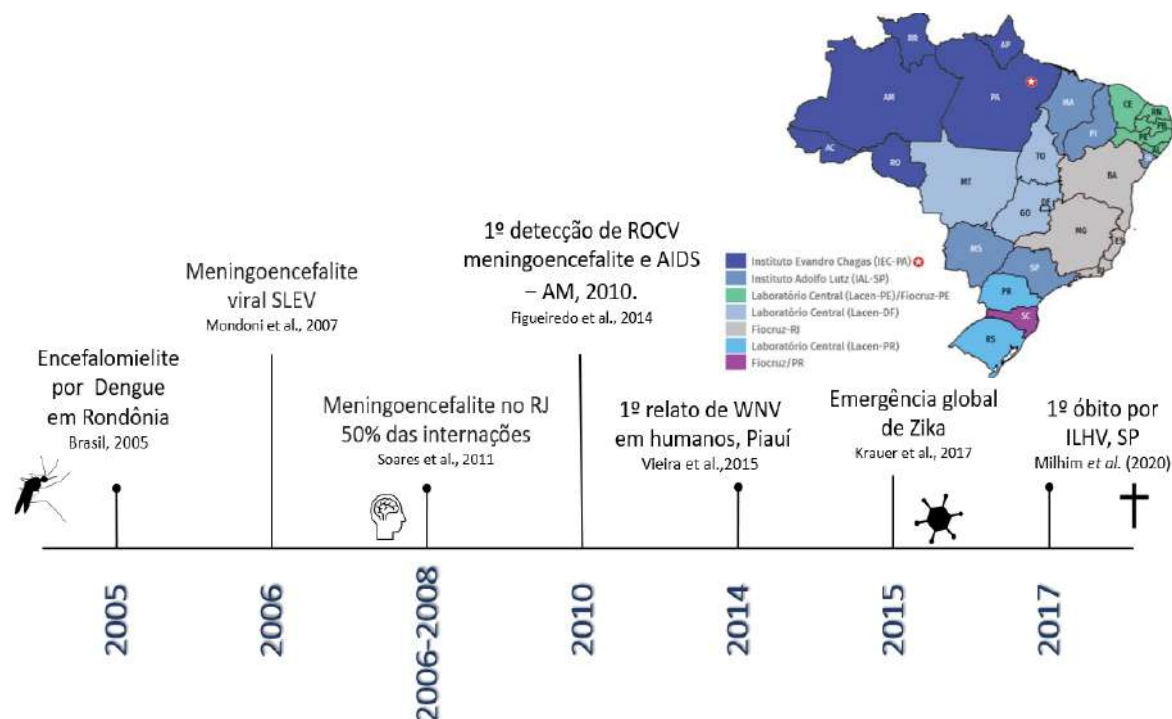 Encefalomielite
por Dengue
em Rondônia
Brasil, 2005
Meningoencefalite
viral SLEV
Mondoni et al., 2007
Meningoencefalite no RJ
50% das internações
Soares et al., 2011
1º detecção de ROCV
meningoencefalite e AIDS
– AM, 2010.
Figueiredo et al., 2014
1º relato de WNV
em humanos, Piauí
Vieira et al.,2015
Emergência global
de Zika
Krauer et al., 2017
1º óbito por
ILHV, SP
Milhim et al. (2020)
2005
2006
2006-2008
2010
2014
2015
2017
Instituto Evandro Chagas (IEC-PA)
Instituto Adolfo Lutz (IAL-SP)
Laboratório Central (Lacen-PE)/Fiocruz-PE
Laboratório Central (Lacen-DF)
Fiocruz-RJ
Laboratório Central (Lacen-PR)
Fiocruz/PR
RR
AP
AM
PA
MA
CE
RN
PB
PE
AL
PI
AC
RO
TO
BA
MT
GO
DF
MG
ES
MS
SP
PR
SC
RS